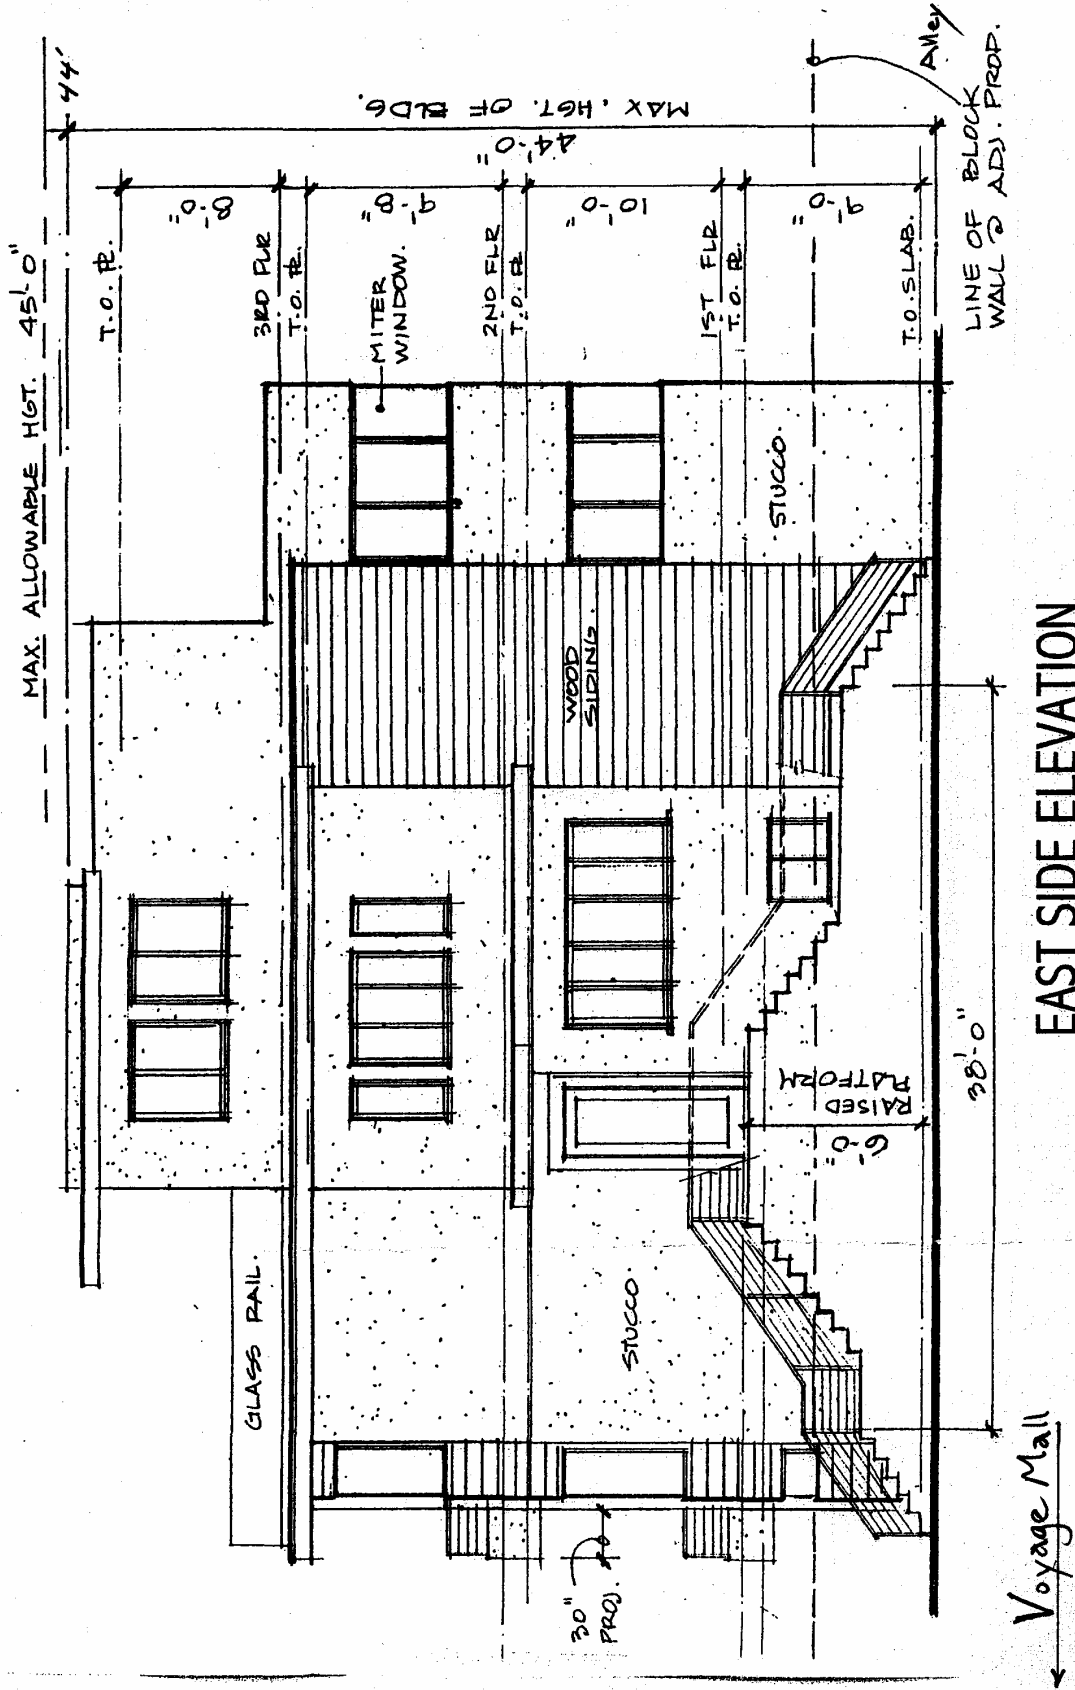 MAX. ALLOWABLE HGT. 45'-0"
44'
T.O. PL.
8'-0"
3RD FLR
T.O. PL.
MITER
WINDOW.
9'-8"
2ND FLR
T.O. PL.
10'-0"
1ST FLR
T.O. PL.
9'-0"
T.O. SLAB.
44'-0"
MAX. HGT. OF BLDG.
GLASS RAIL.
WOOD
SIDING.
STUCCO.
STUCCO.
30"
PROJ.
6'-0"
RAISED
PLATFORM
38'-0"
Alley
LINE OF BLOCK
WALL @ ADJ. PROP.
Voyage Mall
EAST SIDE ELEVATION